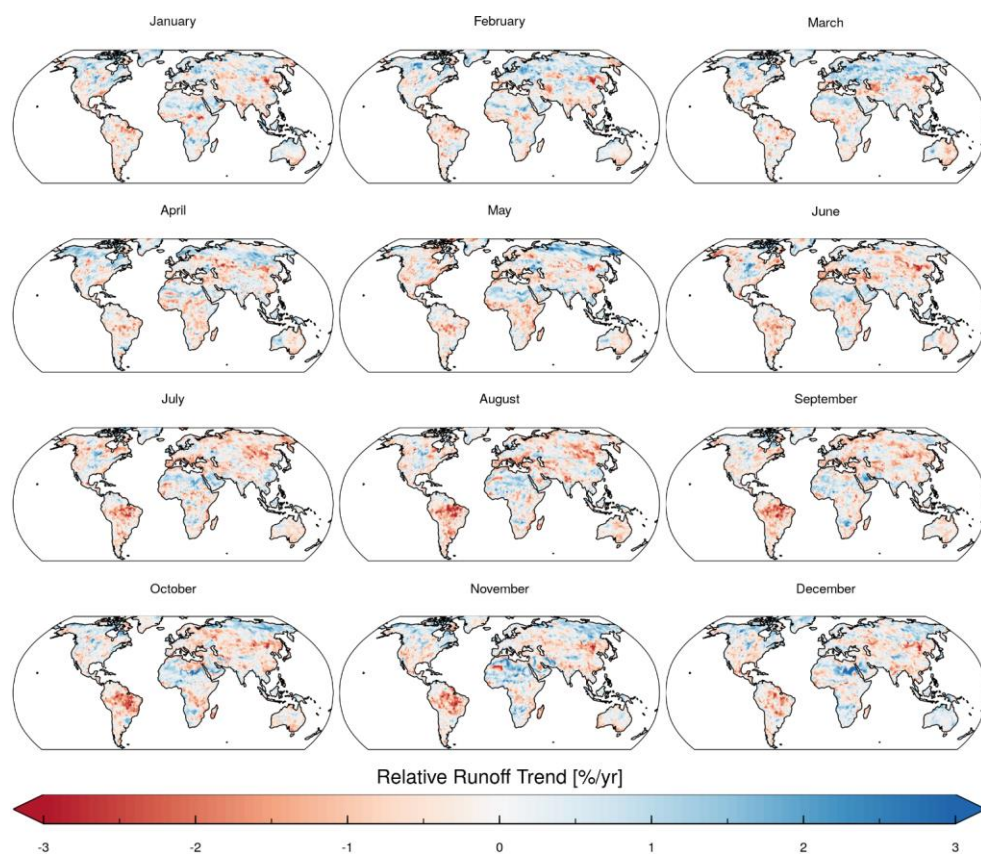 January February March
April May June
July August September
October November December
Relative Runoff Trend [%/yr]
-3 -2 -1 0 1 2 3